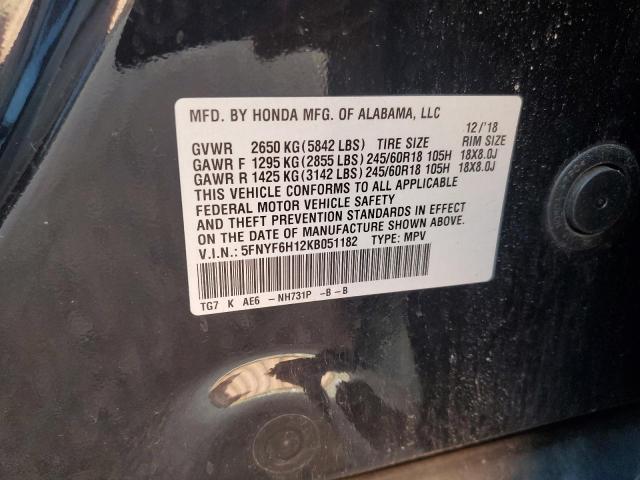 MFD. BY HONDA MFG. OF ALABAMA, LLC
12/'18
GVWR 2650 KG (5842 LBS) TIRE SIZE RIM SIZE
GAWR F 1295 KG (2855 LBS) 245/60R18 105H 18X8.0J
GAWR R 1425 KG (3142 LBS) 245/60R18 105H 18X8.0J
THIS VEHICLE CONFORMS TO ALL APPLICABLE
FEDERAL MOTOR VEHICLE SAFETY
AND THEFT PREVENTION STANDARDS IN EFFECT
ON THE DATE OF MANUFACTURE SHOWN ABOVE.
V.I.N.: 5FNYF6H12KB051182 TYPE: MPV
TG7 K AE6 -NH731P -B-B